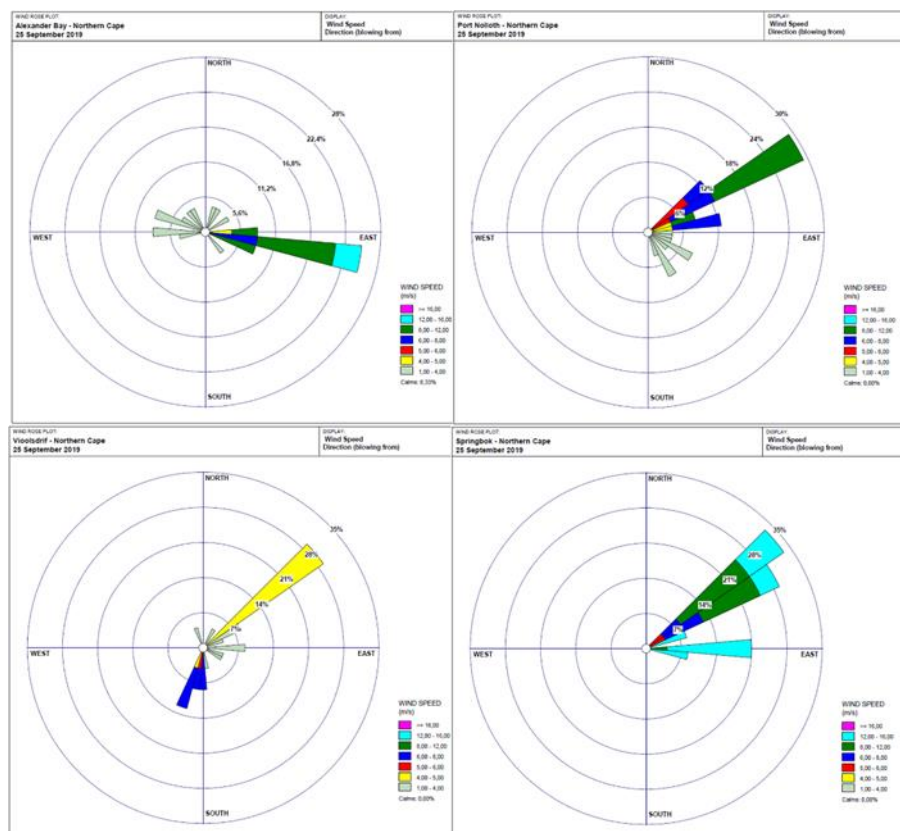 WIND ROSE PLOT:
Alexander Bay - Northern Cape
25 September 2019
DISPLAY:
Wind Speed
Direction (blowing from)
NORTH
28%
22,4%
16,8%
11,2%
5,6%
WEST
EAST
SOUTH
WIND SPEED
(m/s)
>= 16,00
12,00 - 16,00
8,00 - 12,00
6,00 - 8,00
5,00 - 6,00
4,00 - 5,00
1,00 - 4,00
Calms: 8,33%
WIND ROSE PLOT:
Port Nolloth - Northern Cape
25 September 2019
DISPLAY:
Wind Speed
Direction (blowing from)
NORTH
30%
24%
18%
12%
6%
WEST
EAST
SOUTH
WIND SPEED
(m/s)
>= 16,00
12,00 - 16,00
8,00 - 12,00
6,00 - 8,00
5,00 - 6,00
4,00 - 5,00
1,00 - 4,00
Calms: 0,00%
WIND ROSE PLOT:
Vioolsdrif - Northern Cape
25 September 2019
DISPLAY:
Wind Speed
Direction (blowing from)
NORTH
35%
28%
21%
14%
7%
WEST
EAST
SOUTH
WIND SPEED
(m/s)
>= 16,00
12,00 - 16,00
8,00 - 12,00
6,00 - 8,00
5,00 - 6,00
4,00 - 5,00
1,00 - 4,00
Calms: 0,00%
WIND ROSE PLOT:
Springbok - Northern Cape
25 September 2019
DISPLAY:
Wind Speed
Direction (blowing from)
NORTH
35%
28%
21%
14%
7%
WEST
EAST
SOUTH
WIND SPEED
(m/s)
>= 16,00
12,00 - 16,00
8,00 - 12,00
6,00 - 8,00
5,00 - 6,00
4,00 - 5,00
1,00 - 4,00
Calms: 0,00%